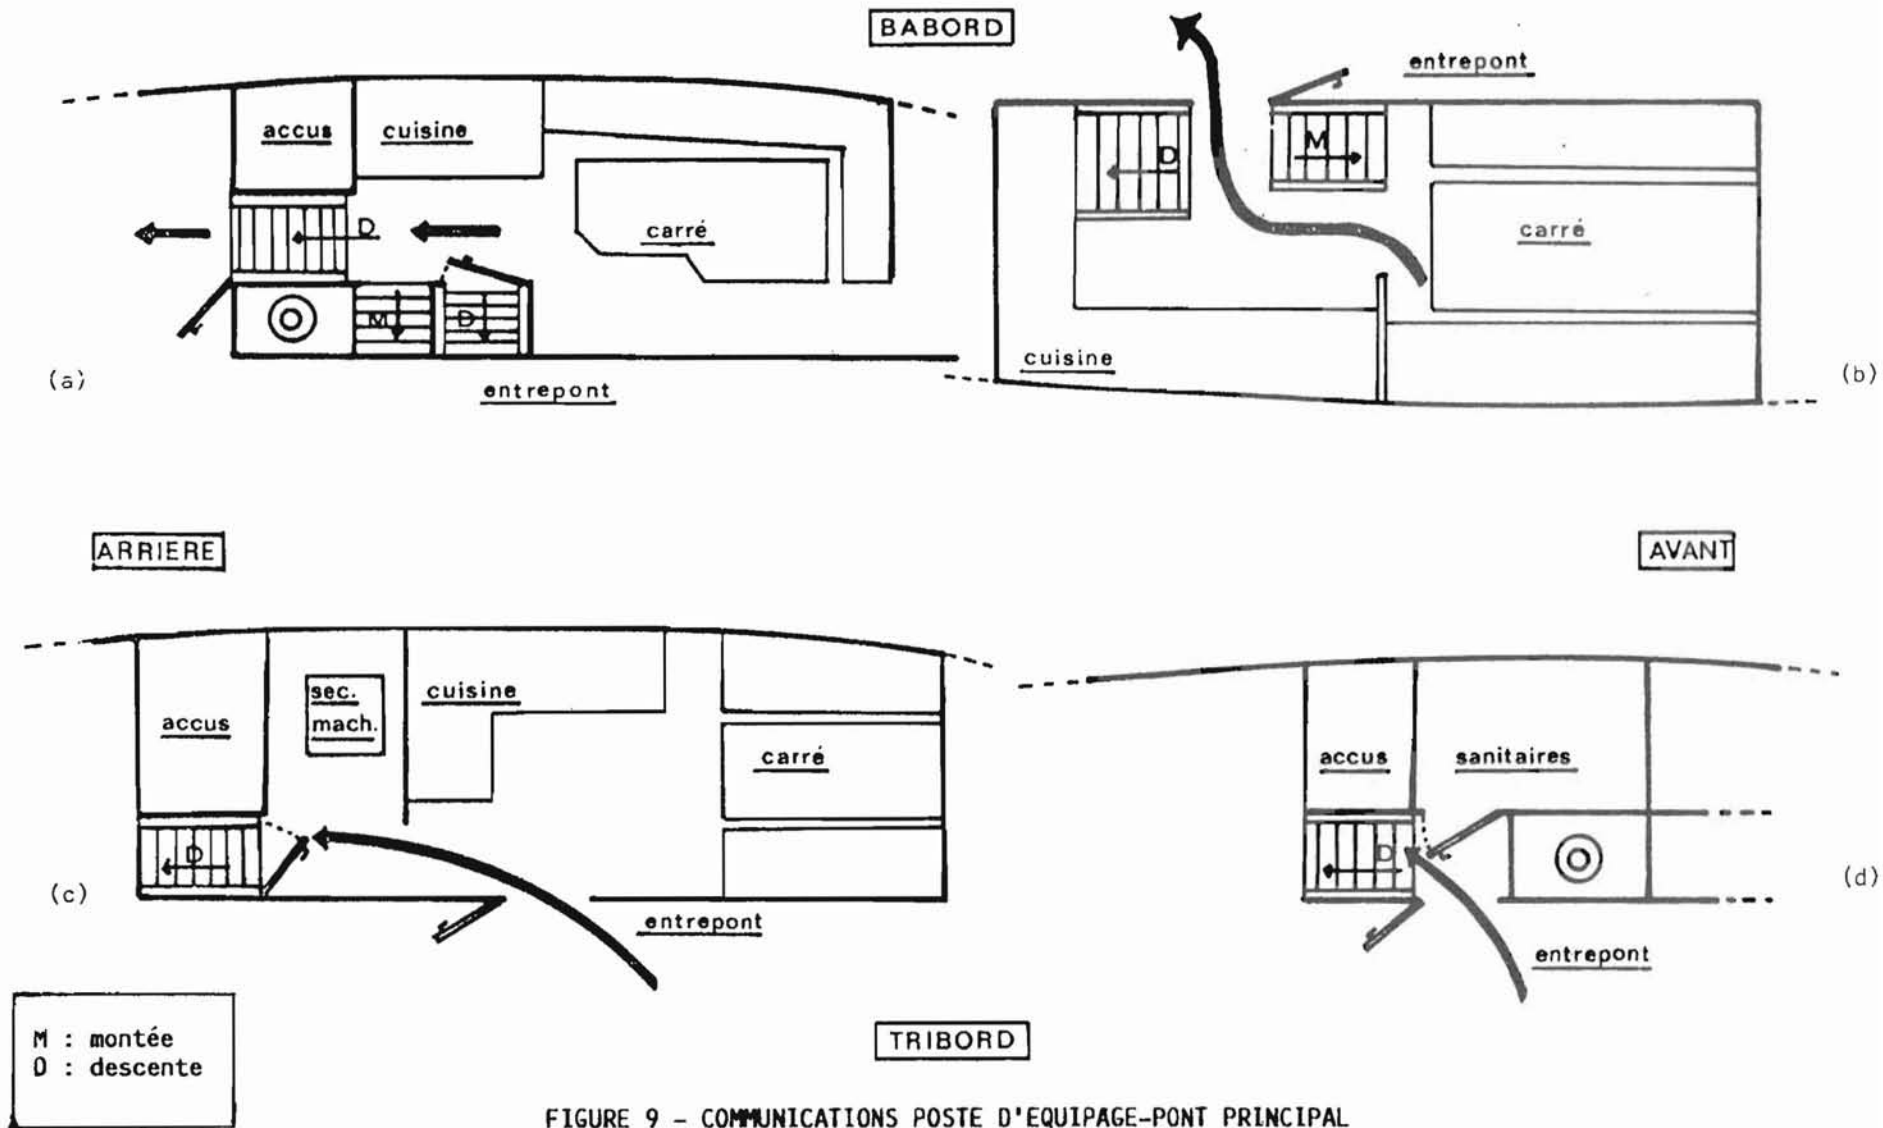 BABORD
accus
cuisine
D
carré
M
D
entrepont
(a)
entrepont
D
M
carré
cuisine
(b)
ARRIERE
AVANT
accus
sec.
mach.
cuisine
carré
D
entrepont
(c)
accus
sanitaires
D
entrepont
(d)
TRIBORD
M : montée
D : descente
FIGURE 9 - COMMUNICATIONS POSTE D'EQUIPAGE-PONT PRINCIPAL